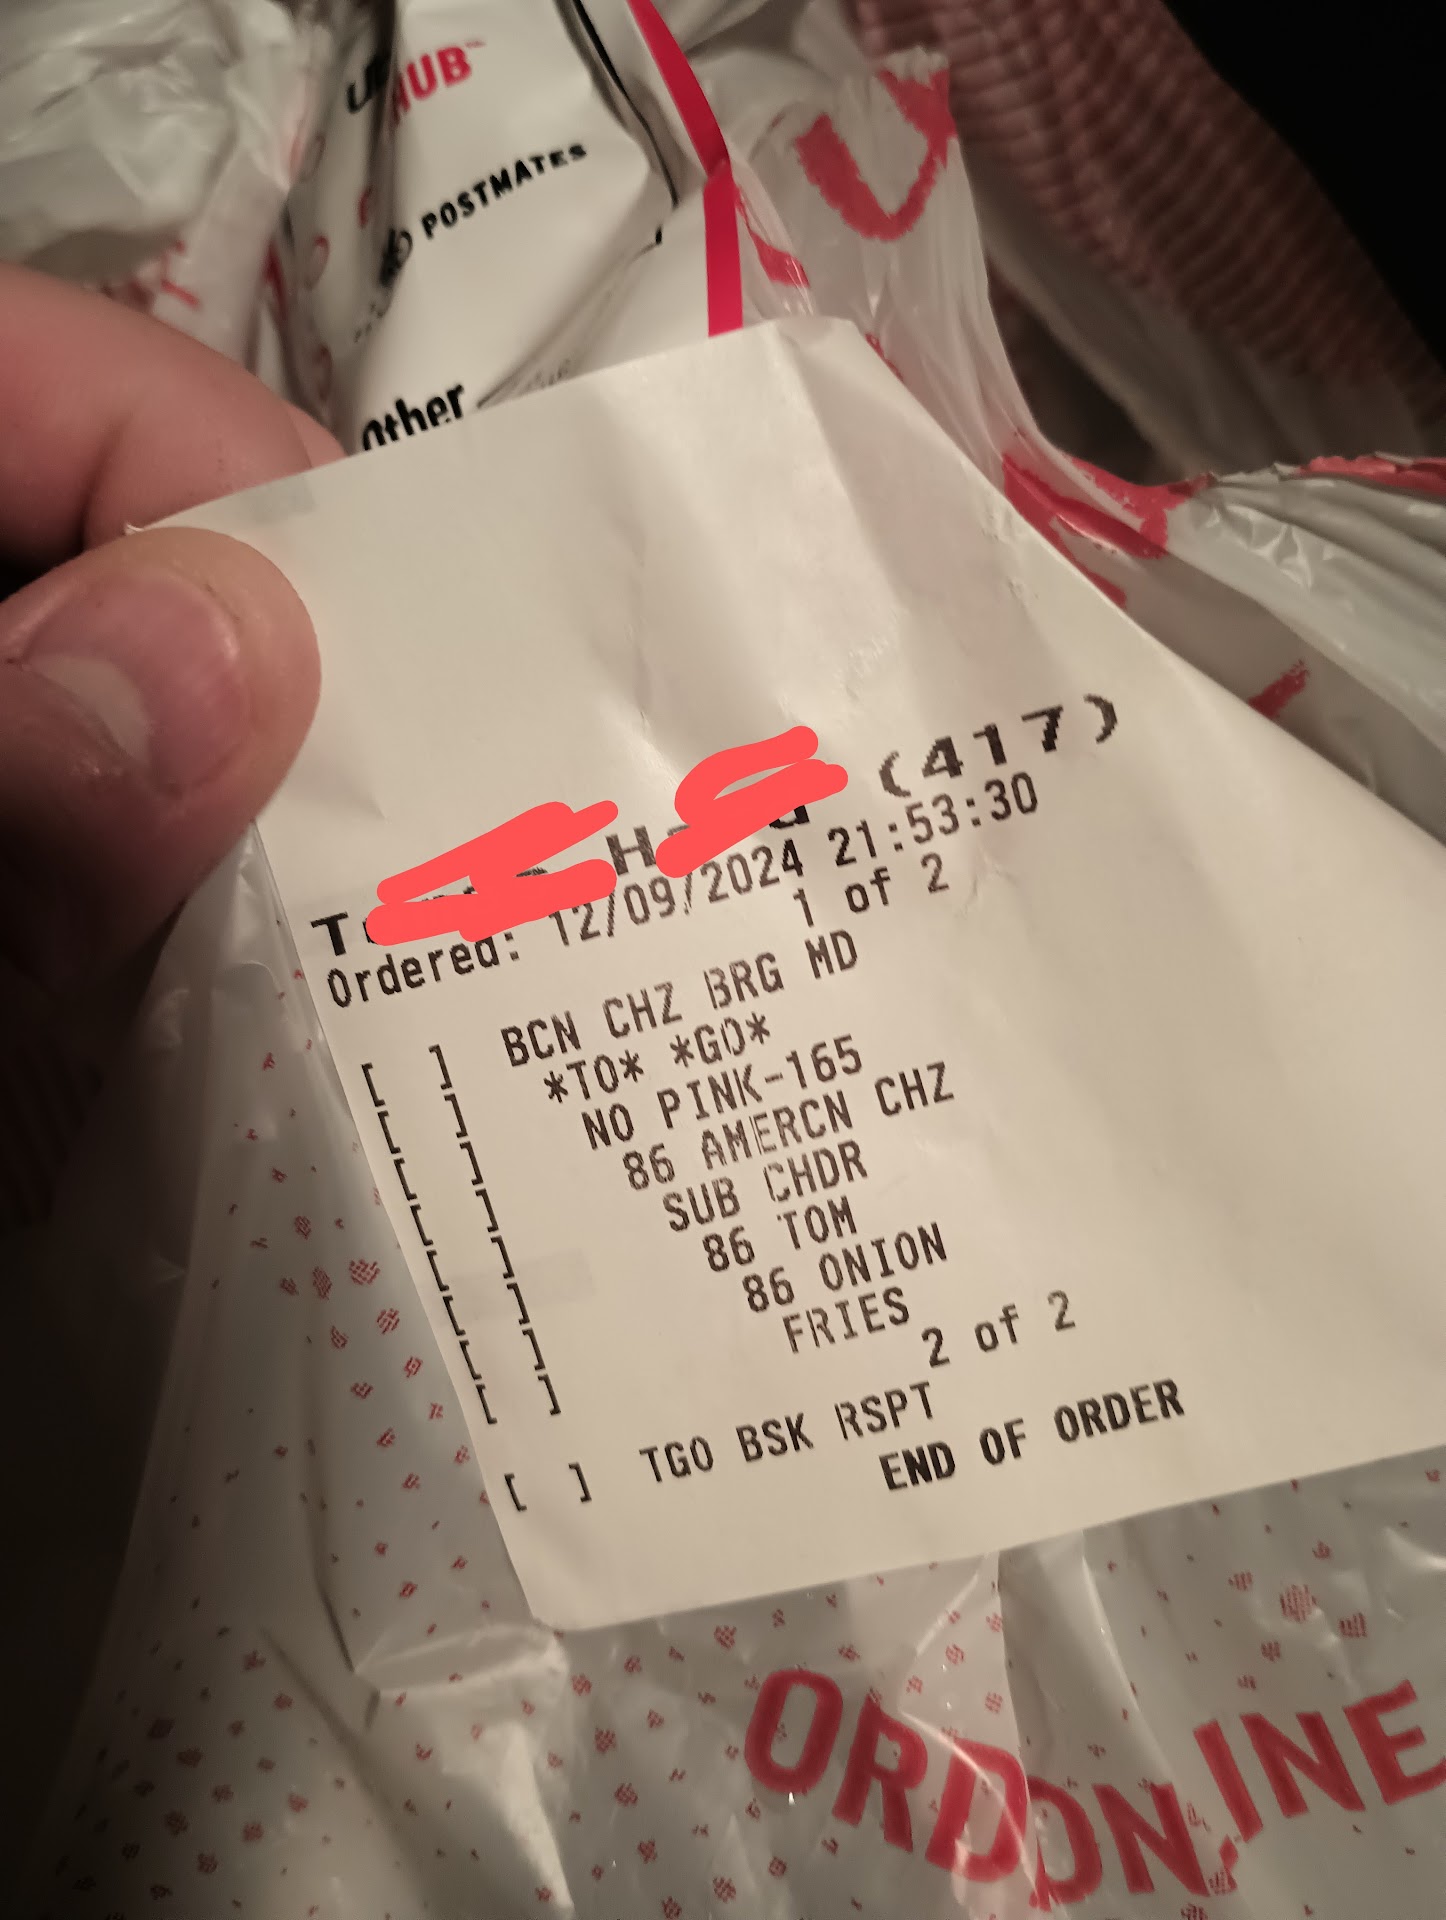 HUB™
POSTMATES
other
T H (417)
Ordered: 12/09/2024 21:53:30
1 of 2
[ ] BCN CHZ BRG MD
[ ] *TO* *GO*
[ ] NO PINK-165
[ ] 86 AMERCN CHZ
[ ] SUB CHDR
[ ] 86 TOM
[ ] 86 ONION
[ ] FRIES
2 of 2
[ ] TGO BSK RSPT
END OF ORDER